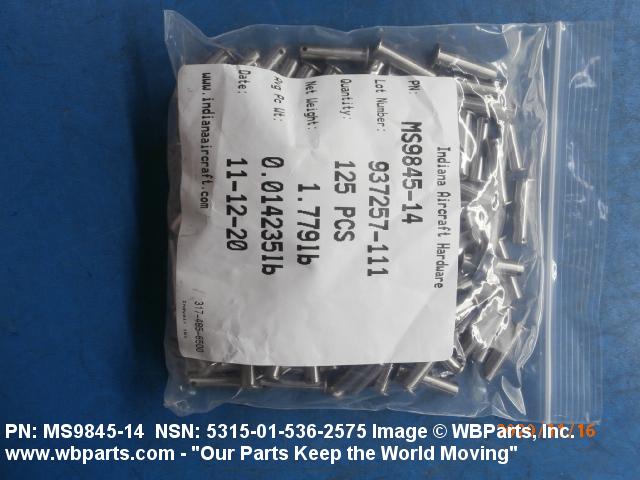 Indiana Aircraft Hardware
PN: MS9845-14
Lot Number: 937257-111
Quantity: 125 PCS
Net Weight: 1.779lb
Avg Pc Wt: 0.014235lb
Date: 11-12-20
www.indianaaircraft.com 317-485-6500
PN: MS9845-14 NSN: 5315-01-536-2575 Image © WBParts, Inc.
www.wbparts.com - "Our Parts Keep the World Moving"